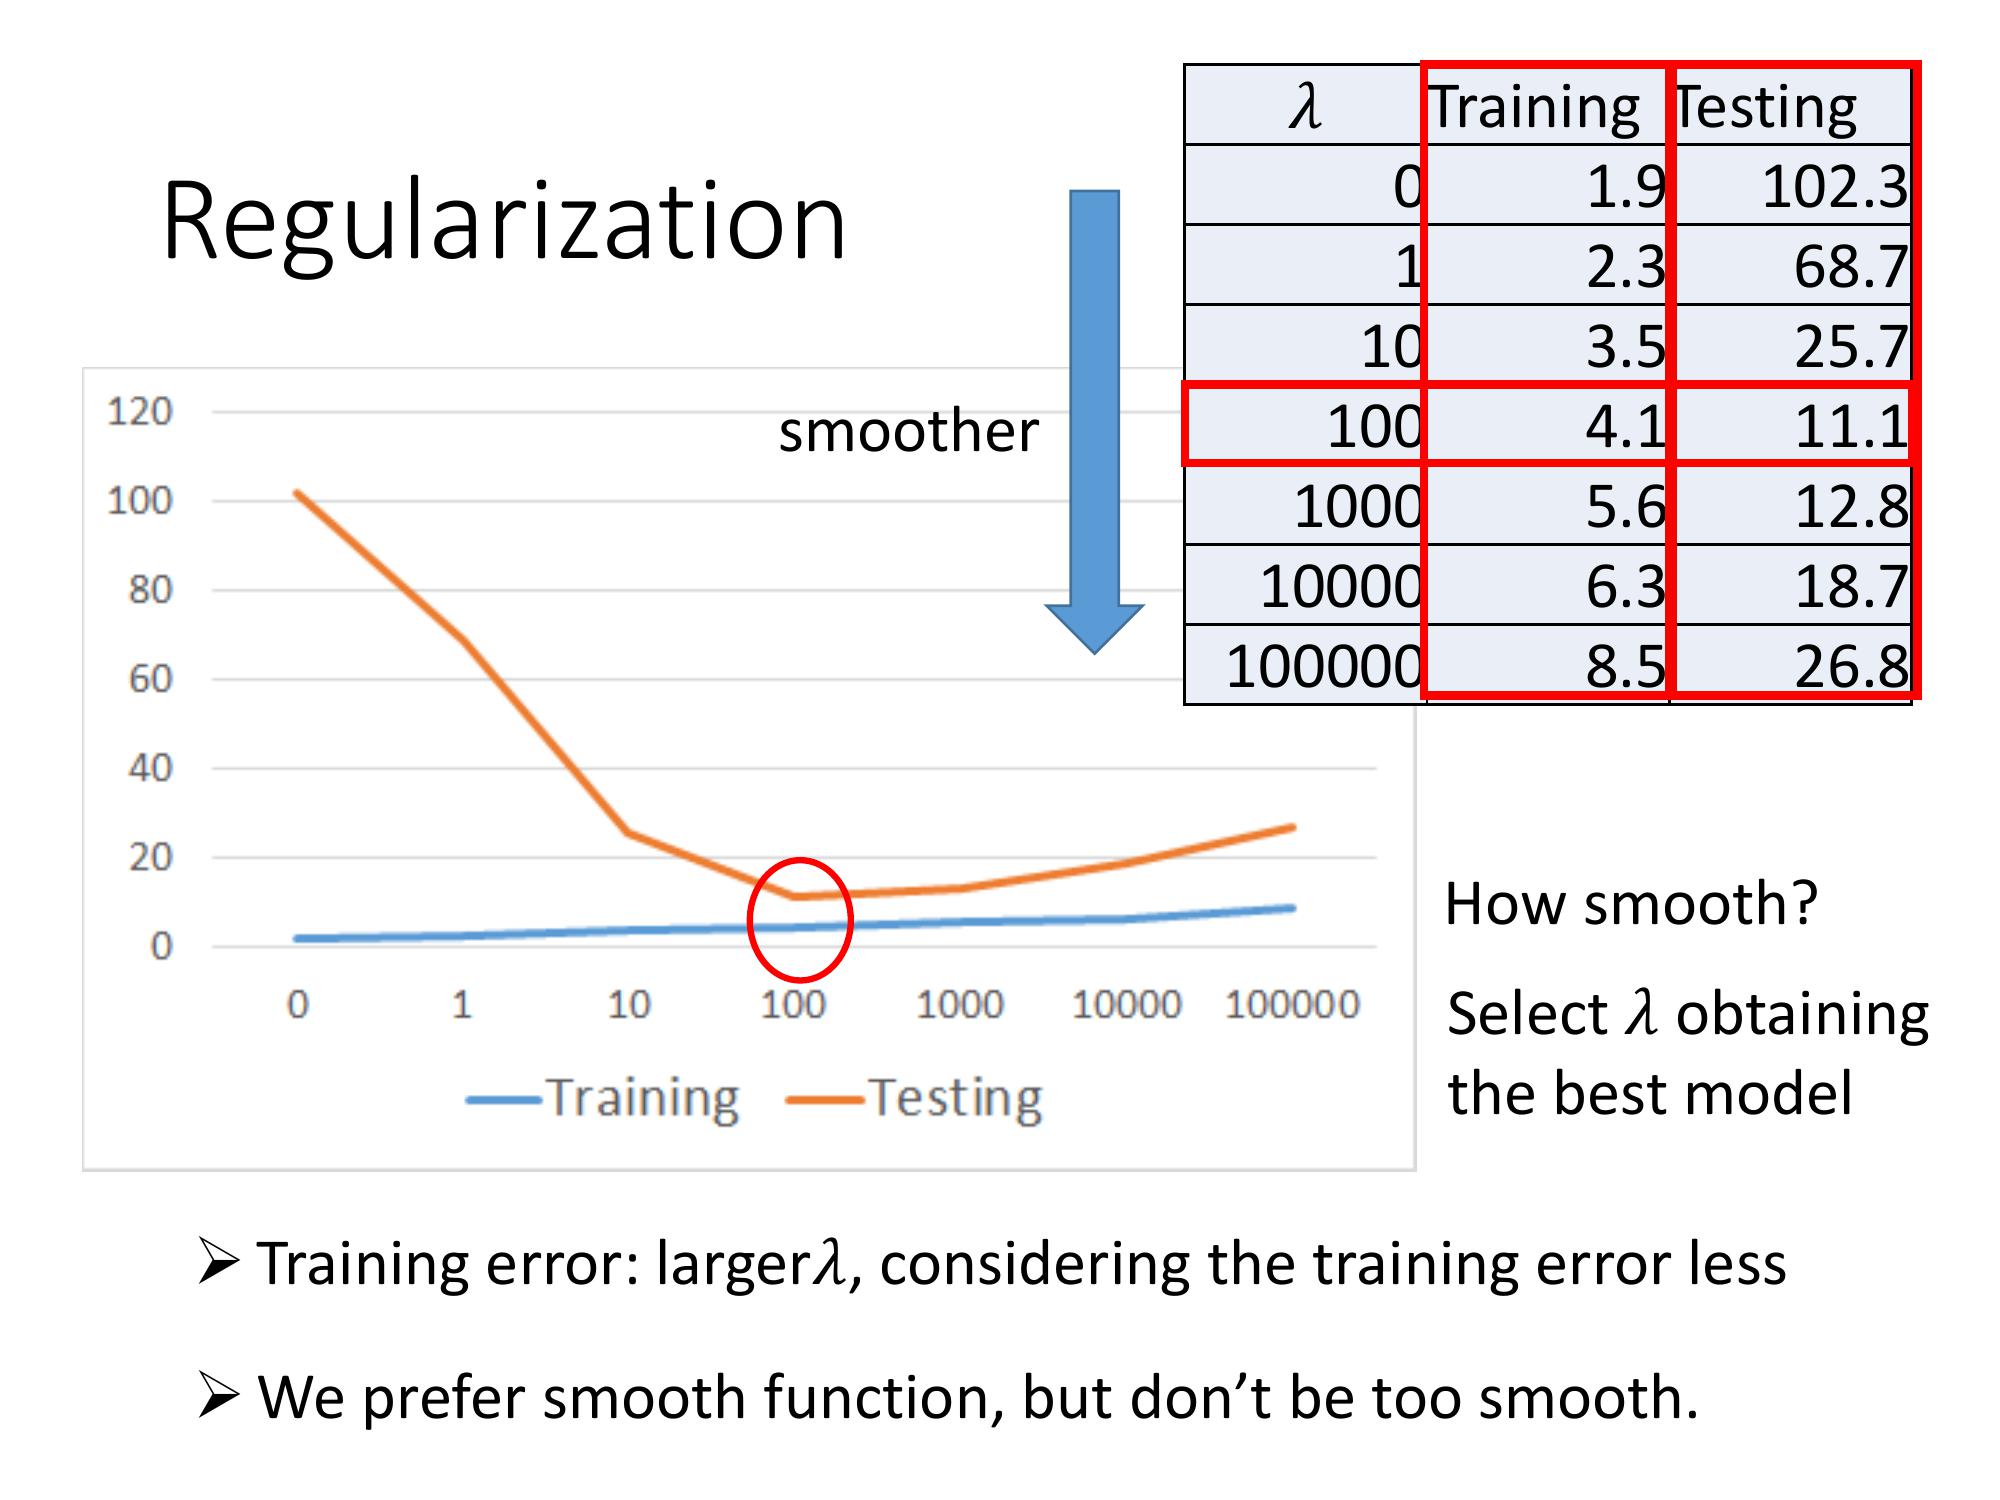 Regularization
λ Training Testing
0 1.9 102.3
1 2.3 68.7
10 3.5 25.7
100 4.1 11.1
1000 5.6 12.8
10000 6.3 18.7
100000 8.5 26.8
smoother
120
100
80
60
40
20
0
0 1 10 100 1000 10000 100000
Training Testing
How smooth?
Select λ obtaining
the best model
➢ Training error: largerλ, considering the training error less
➢ We prefer smooth function, but don’t be too smooth.